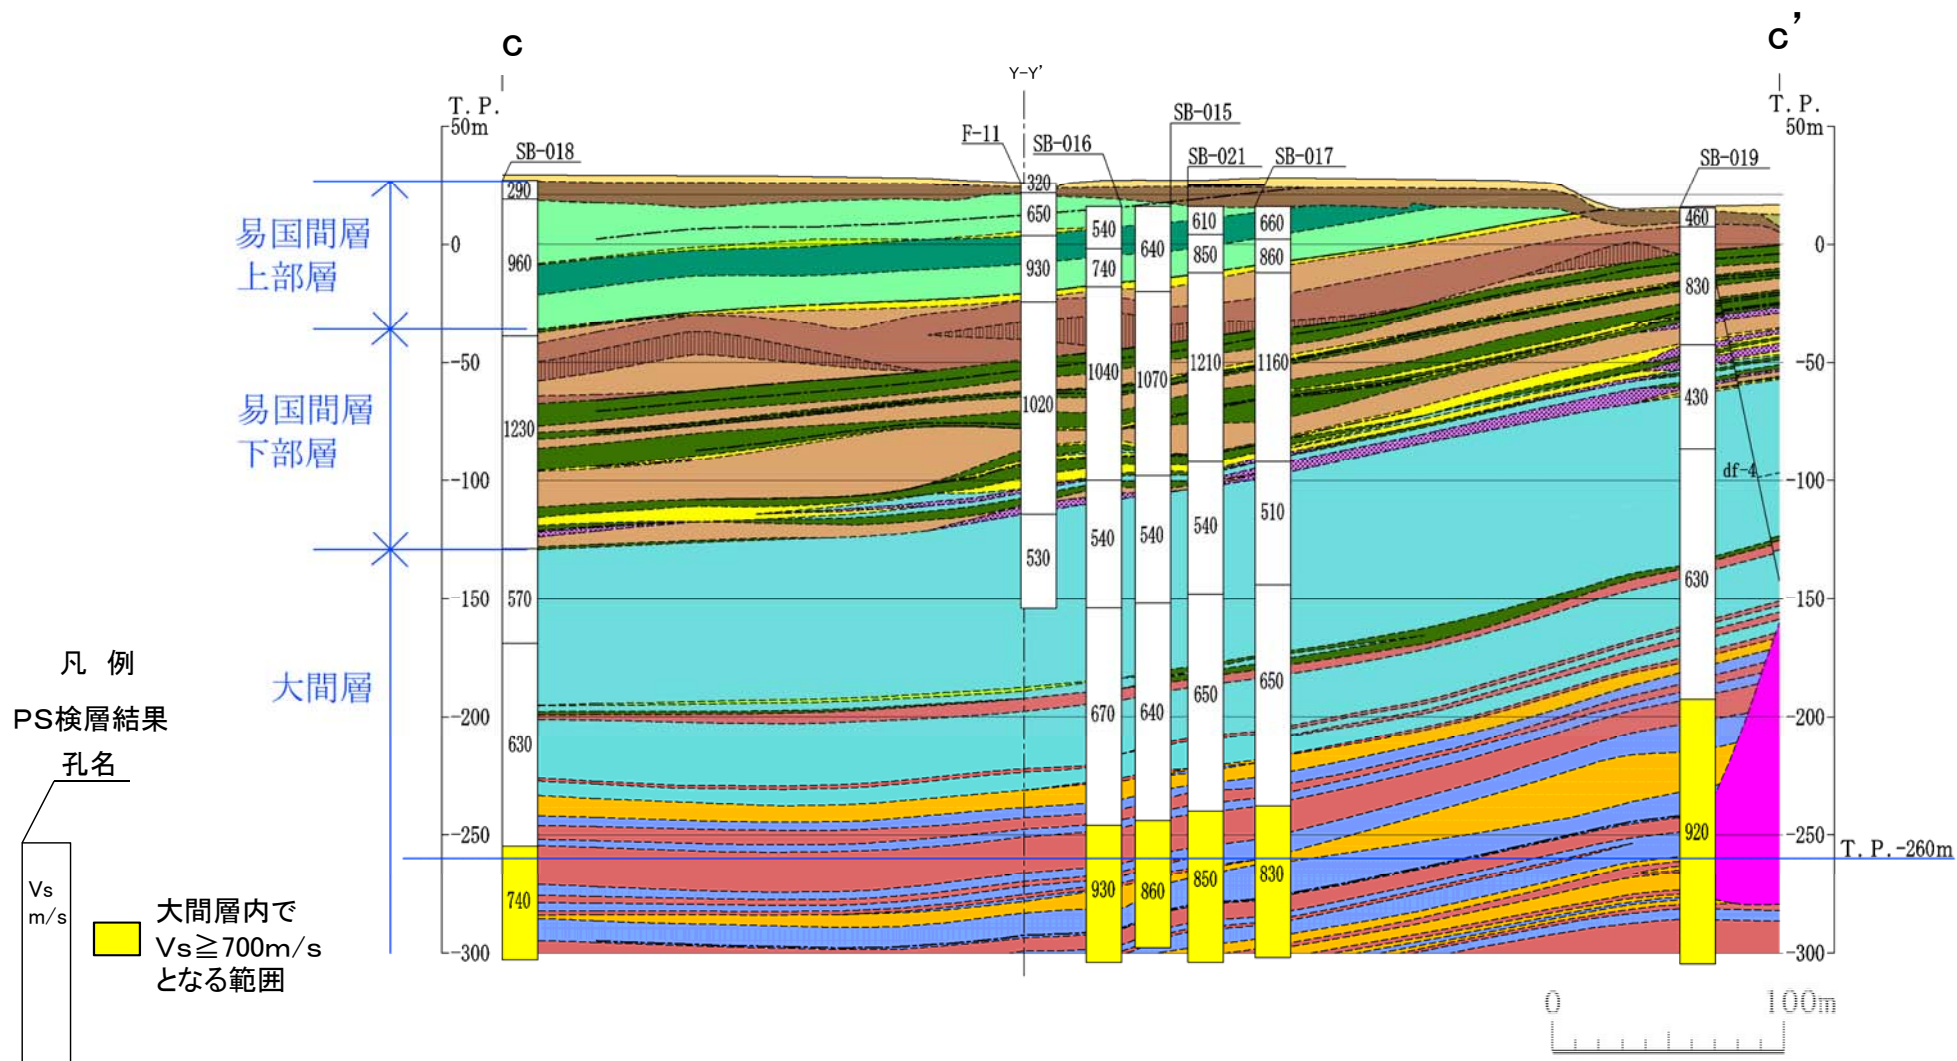 C
C’
Y-Y’
T. P.
50m
0
-50
-100
-150
-200
-250
-300
T. P.
50m
0
-50
-100
-150
-200
-250
-300
T. P. -260m
SB-018
F-11
SB-016
SB-015
SB-021
SB-017
SB-019
290
960
1230
570
630
740
320
650
930
1020
530
540
740
1040
540
670
930
640
1070
540
640
860
610
850
1210
540
650
850
660
860
1160
510
650
830
460
830
430
630
920
df-4
易国間層
上部層
易国間層
下部層
大間層
凡 例
PS検層結果
孔名
Vs
m/s
大間層内で
Vs≧700m/s
となる範囲
0 100m